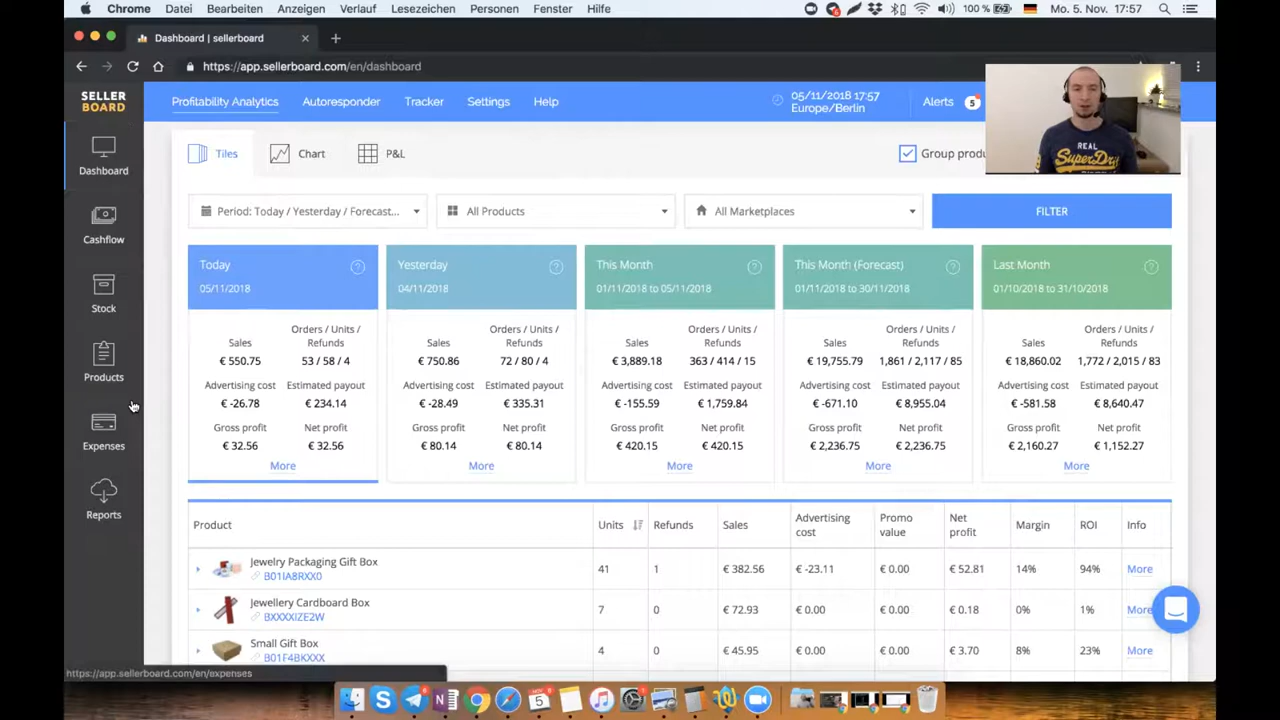 Chrome Datei Bearbeiten Anzeigen Verlauf Lesezeichen Personen Fenster Hilfe 100 % Mo. 5. Nov. 17:57
Dashboard | sellerboard
https://app.sellerboard.com/en/dashboard
SELLER
BOARD
Profitability Analytics Autoresponder Tracker Settings Help
05/11/2018 17:57
Europe/Berlin
Alerts 5
Dashboard
Cashflow
Stock
Products
Expenses
Reports
Tiles Chart P&L
Group produ
Period: Today / Yesterday / Forecast... All Products All Marketplaces FILTER
Today
05/11/2018
Sales
Orders / Units /
Refunds
€ 550.75 53 / 58 / 4
Advertising cost Estimated payout
€ -26.78 € 234.14
Gross profit Net profit
€ 32.56 € 32.56
More
Yesterday
04/11/2018
Sales
Orders / Units /
Refunds
€ 750.86 72 / 80 / 4
Advertising cost Estimated payout
€ -28.49 € 335.31
Gross profit Net profit
€ 80.14 € 80.14
More
This Month
01/11/2018 to 05/11/2018
Sales
Orders / Units /
Refunds
€ 3,889.18 363 / 414 / 15
Advertising cost Estimated payout
€ -155.59 € 1,759.84
Gross profit Net profit
€ 420.15 € 420.15
More
This Month (Forecast)
01/11/2018 to 30/11/2018
Sales
Orders / Units /
Refunds
€ 19,755.79 1,861 / 2,117 / 85
Advertising cost Estimated payout
€ -671.10 € 8,955.04
Gross profit Net profit
€ 2,236.75 € 2,236.75
More
Last Month
01/10/2018 to 31/10/2018
Sales
Orders / Units /
Refunds
€ 18,860.02 1,772 / 2,015 / 83
Advertising cost Estimated payout
€ -581.58 € 8,640.47
Gross profit Net profit
€ 2,160.27 € 1,152.27
More
Product Units Refunds Sales Advertising cost Promo value Net profit Margin ROI Info
Jewelry Packaging Gift Box
B01IA8RXX0
41 1 € 382.56 € -23.11 € 0.00 € 52.81 14% 94% More
Jewellery Cardboard Box
BXXXXIZE2W
7 0 € 72.93 € 0.00 € 0.00 € 0.18 0% 1% More
Small Gift Box
B01F4BKXXX
4 0 € 45.95 € 0.00 € 0.00 € 3.70 8% 23% More
https://app.sellerboard.com/en/expenses
REAL
SuperDry